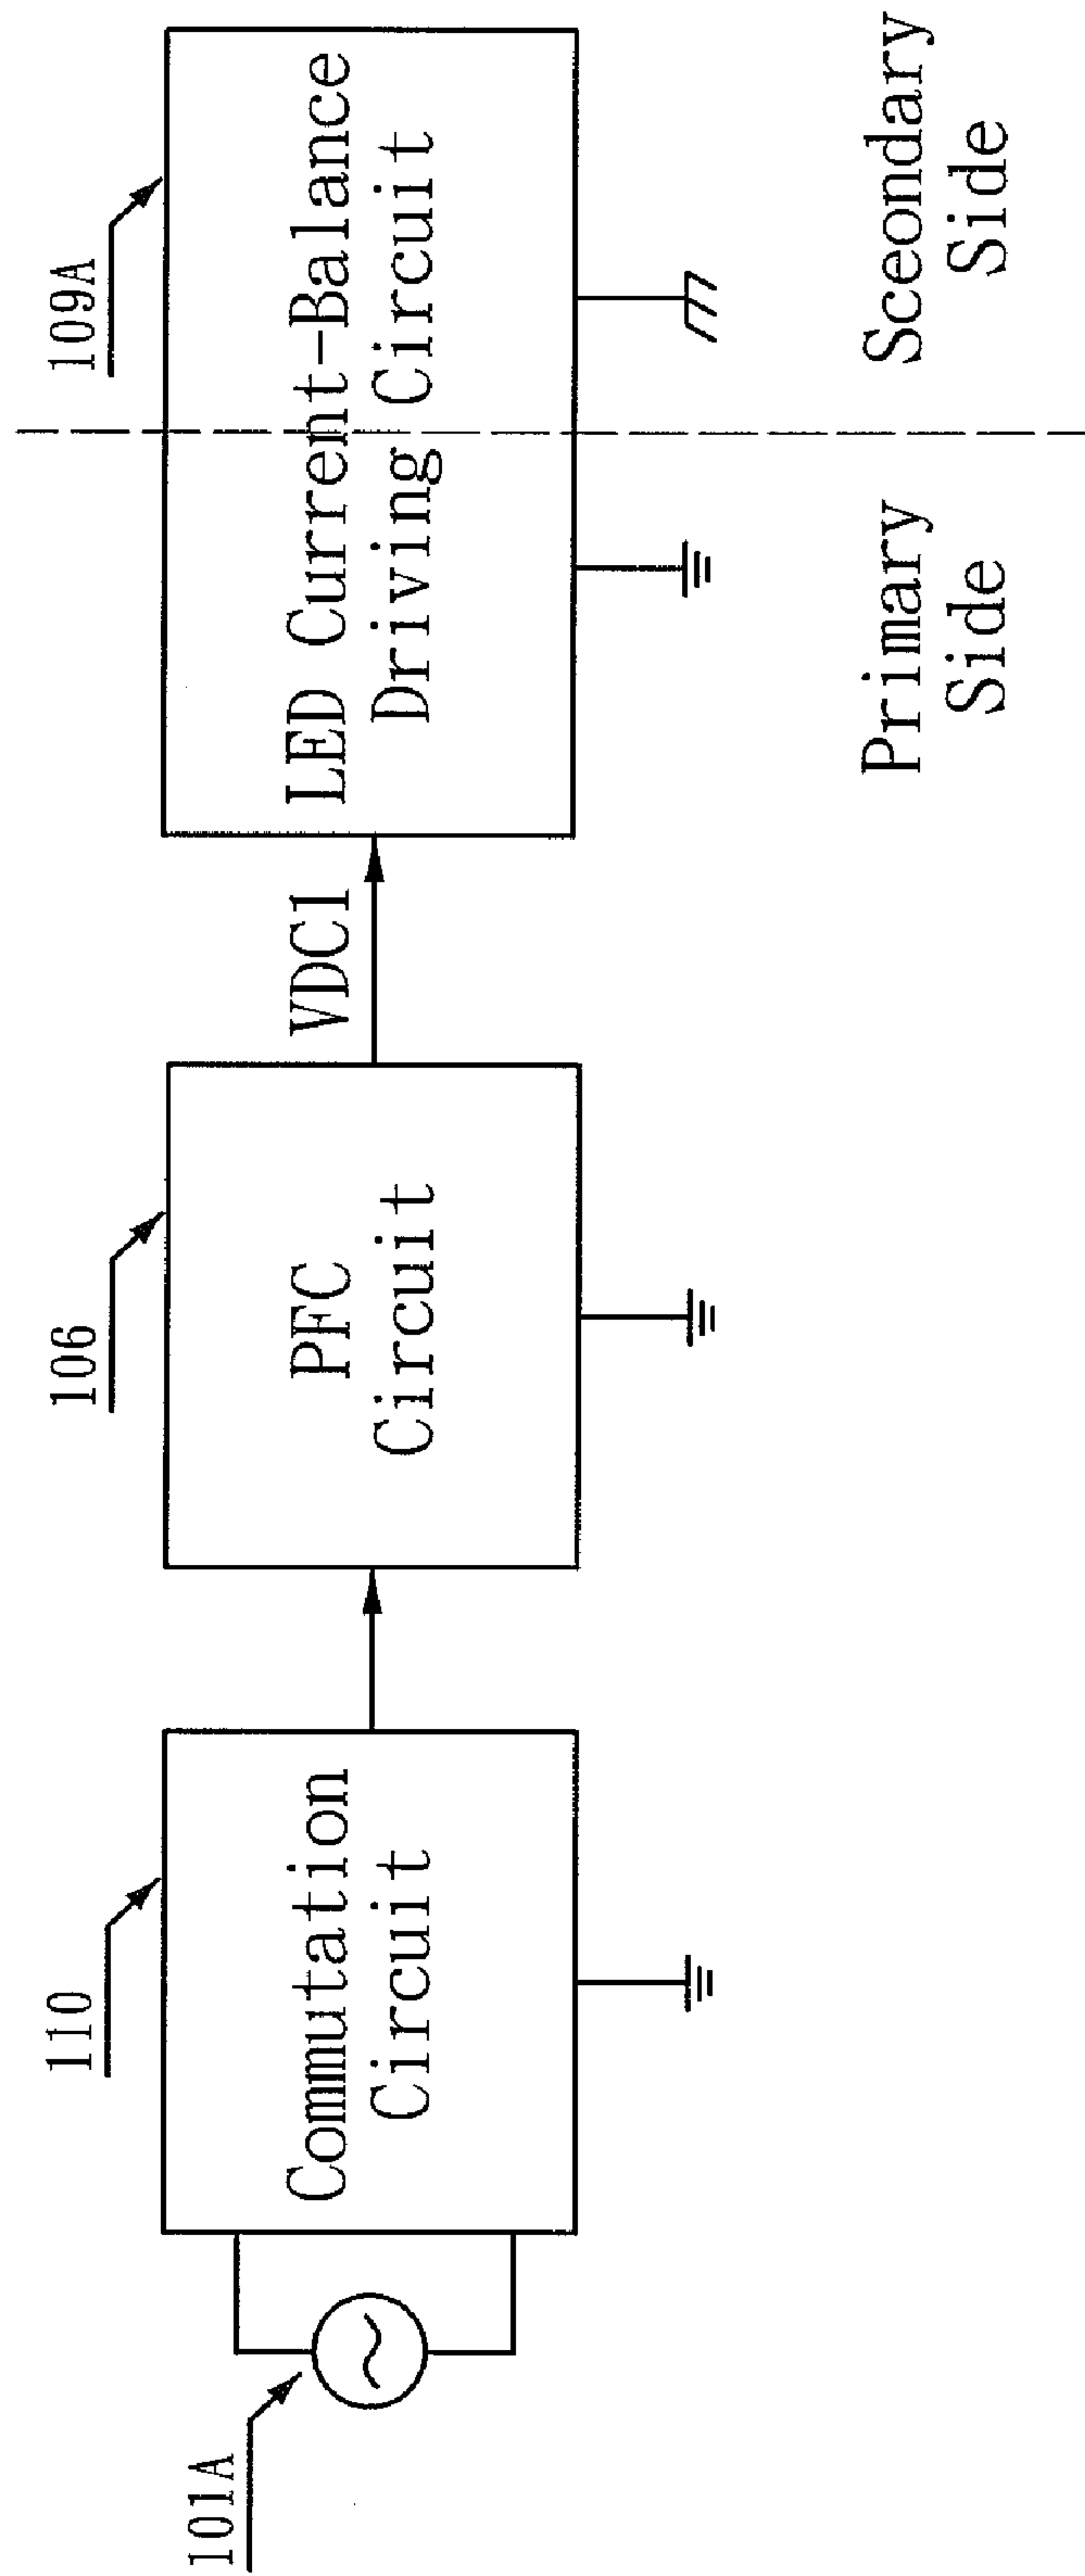 101A
110
Commutation
Circuit
106
PFC
Circuit
VDC1
109A
LED Current-Balance
Driving Circuit
Primary
Side
Sceondary
Side